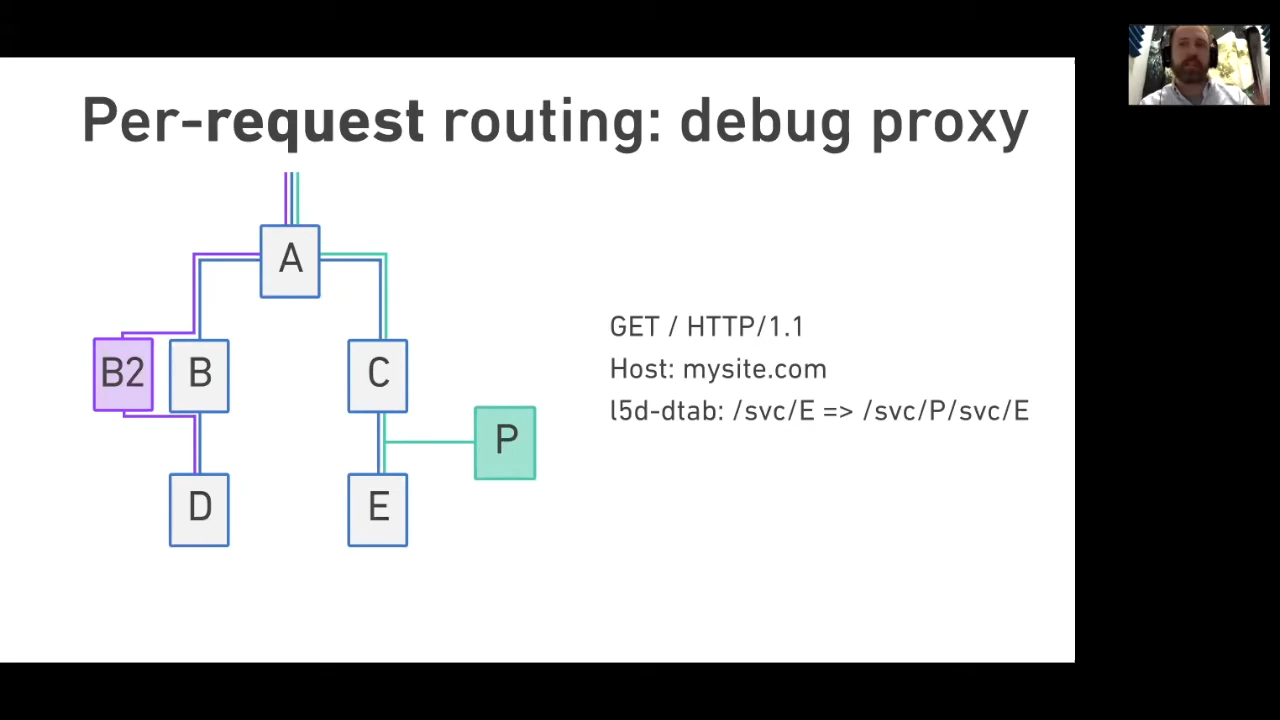 Per-request routing: debug proxy
A
B2
B
C
P
D
E
GET / HTTP/1.1
Host: mysite.com
l5d-dtab: /svc/E => /svc/P/svc/E